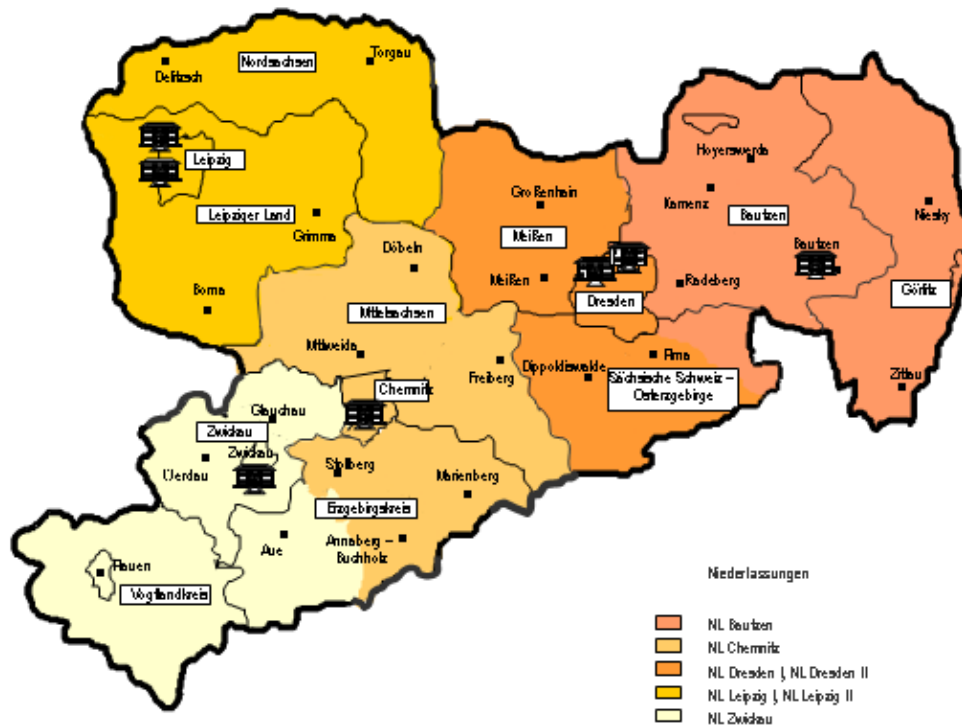 Torgau
Nordsachsen
Delitzsch
Hoyerswerda
Leipzig
Großenhain
Kamenz
Niesky
Leipziger Land
Bautzen
Grimma
Meißen
Döbeln
Bautzen
Meißen
Radeberg
Görlitz
Borna
Dresden
Mittelsachsen
Mittweida
Pirna
Freiberg
Dippoldiswalde
Chemnitz
Sächsische Schweiz –
Osterzgebirge
Zittau
Glauchau
Zwickau
Zwickau
Werdau
Stollberg
Marienberg
Erzgebirgskreis
Aue
Annaberg –
Buchholz
Plauen
Vogtlandkreis
Niederlassungen
NL Bautzen
NL Chemnitz
NL Dresden I, NL Dresden II
NL Leipzig I, NL Leipzig II
NL Zwickau